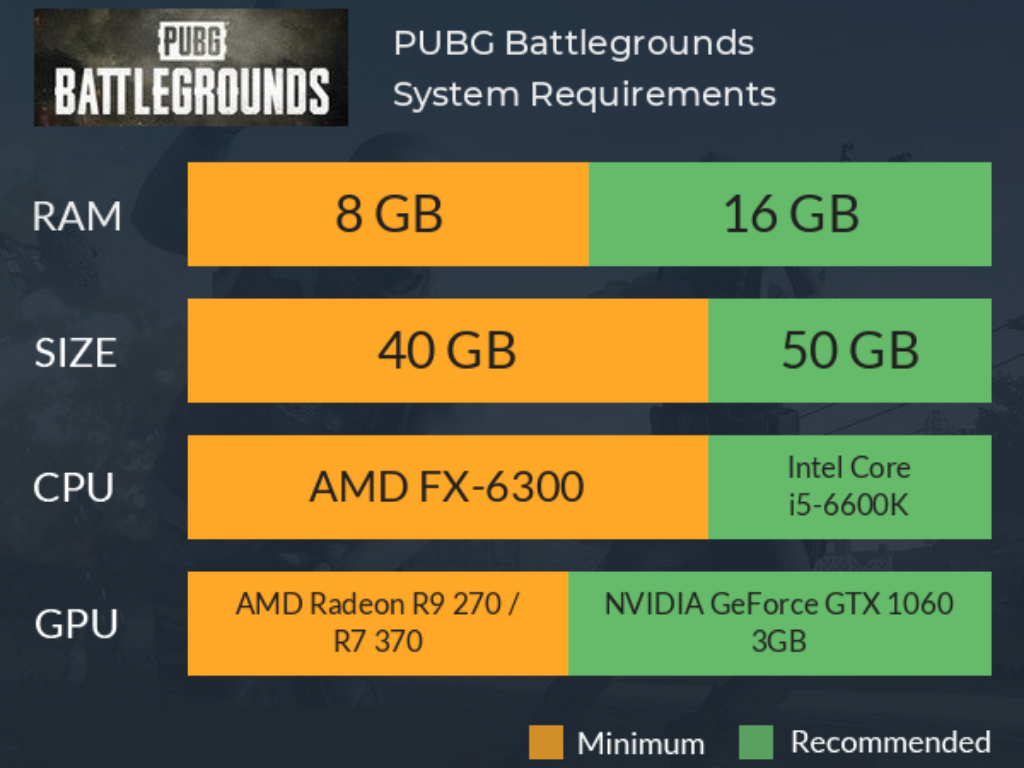 PUBG
BATTLEGROUNDS
PUBG Battlegrounds
System Requirements
RAM
8 GB
16 GB
SIZE
40 GB
50 GB
CPU
AMD FX-6300
Intel Core
i5-6600K
GPU
AMD Radeon R9 270 /
R7 370
NVIDIA GeForce GTX 1060
3GB
Minimum
Recommended